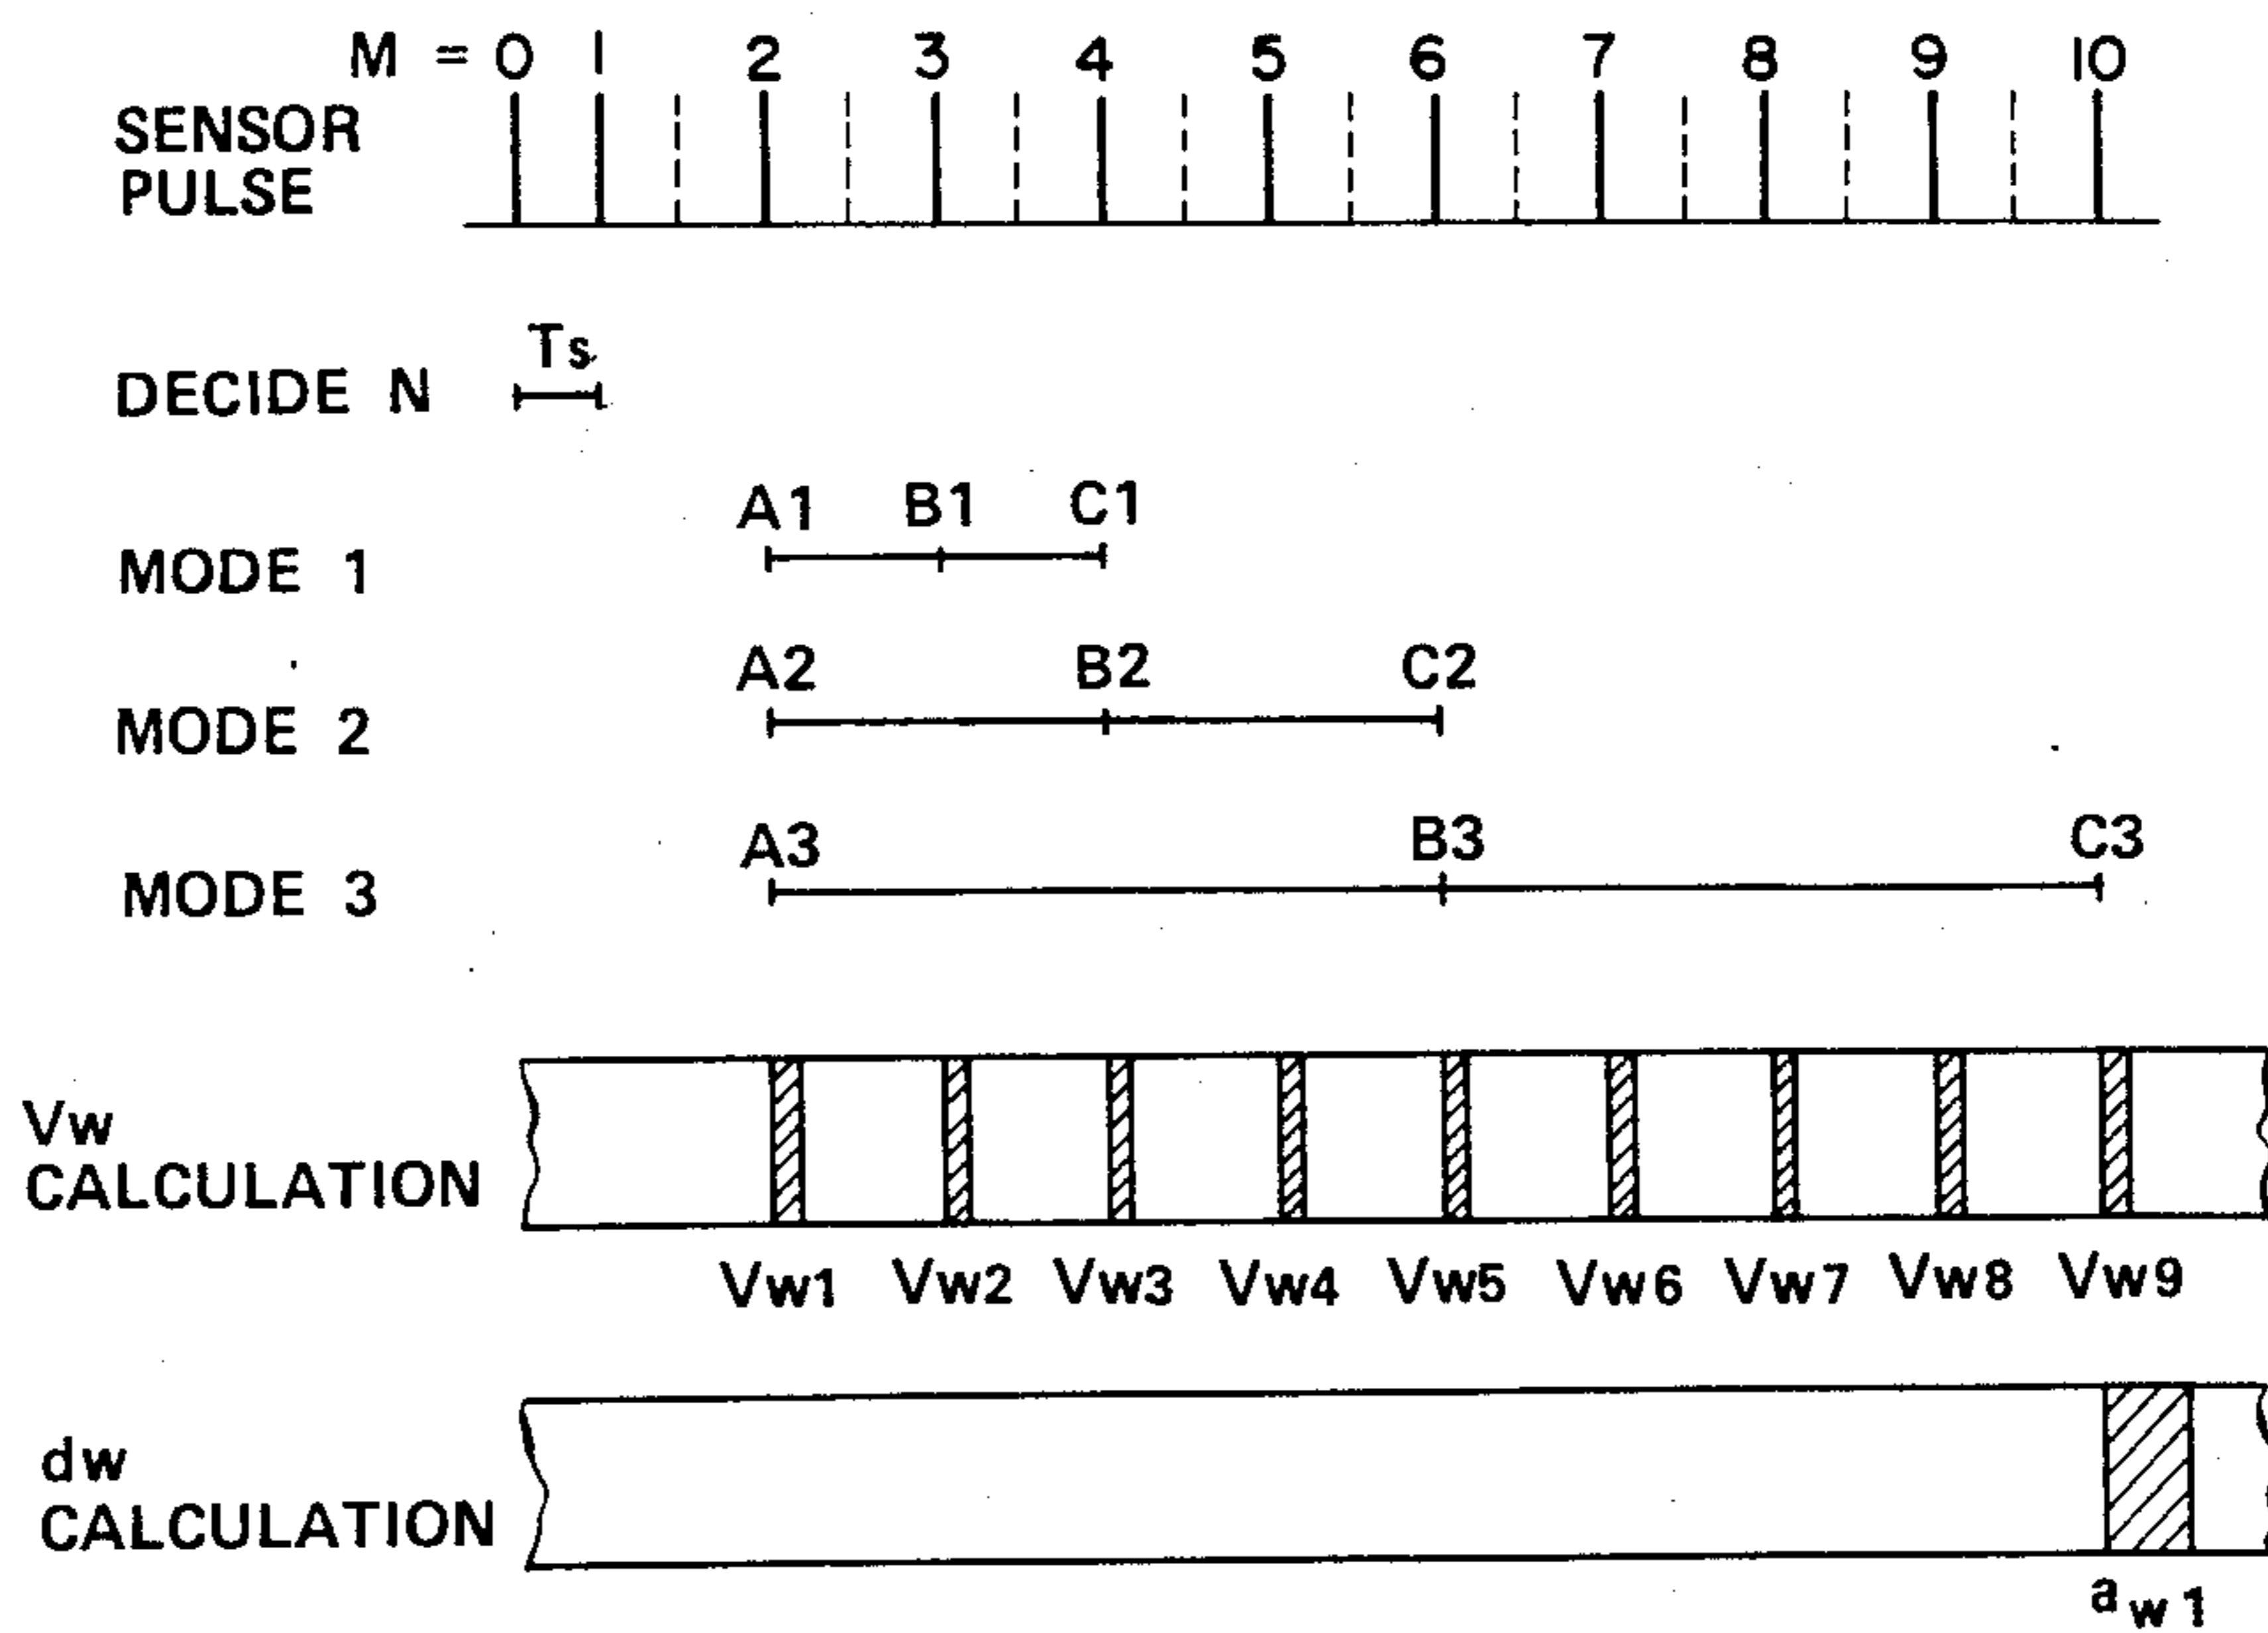 M = 0 1 2 3 4 5 6 7 8 9 10
SENSOR
PULSE
Ts
DECIDE N
A1 B1 C1
MODE 1
A2 B2 C2
MODE 2
A3 B3 C3
MODE 3
Vw
CALCULATION
Vw1 Vw2 Vw3 Vw4 Vw5 Vw6 Vw7 Vw8 Vw9
dw
CALCULATION
aw1